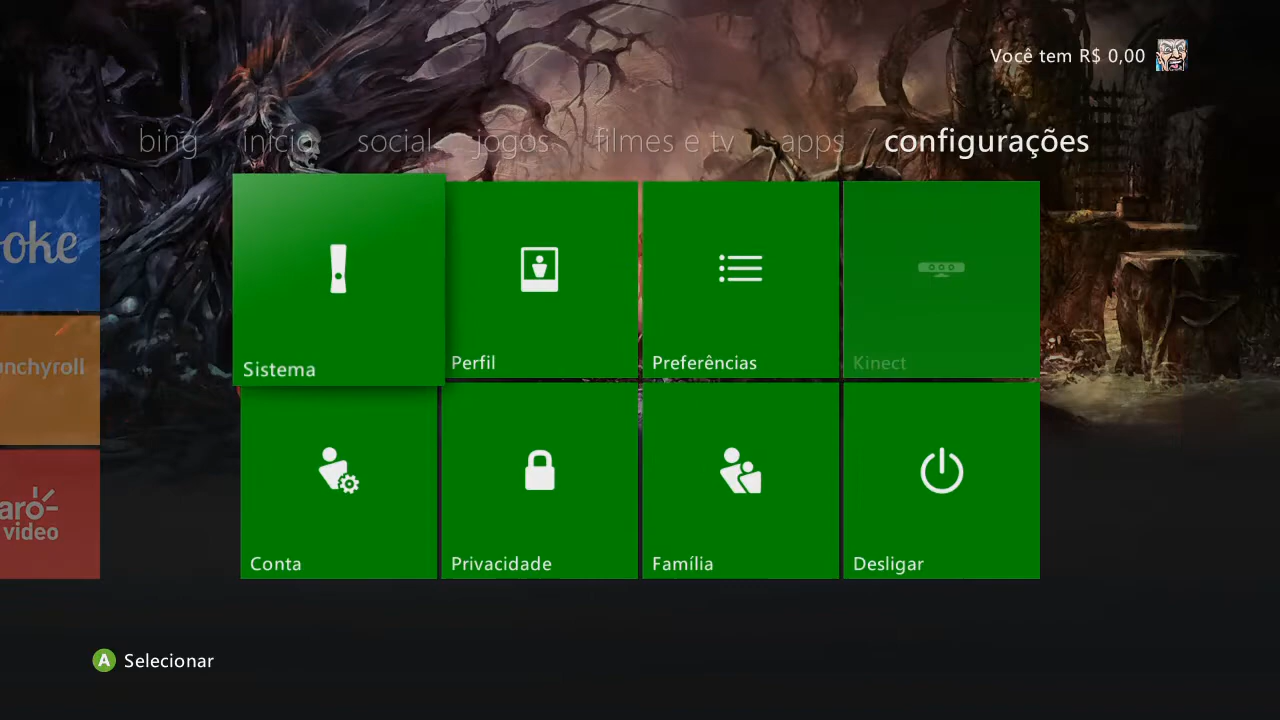 Você tem R$ 0,00
bing início social jogos filmes e tv apps configurações
oke
nchyroll
aro
video
Sistema
Perfil
Preferências
Kinect
Conta
Privacidade
Família
Desligar
A Selecionar